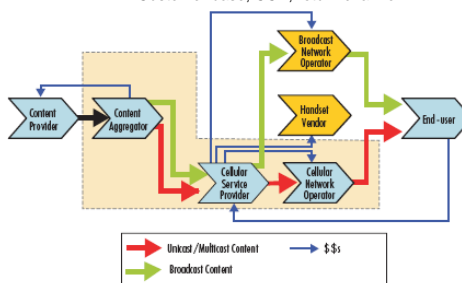 Broadcast
Network
Operator
Content
Provider
Content
Aggregator
Handset
Vendor
End-user
Cellular
Service
Provider
Cellular
Network
Operator
Unicast/Multicast Content
$$s
Broadcast Content